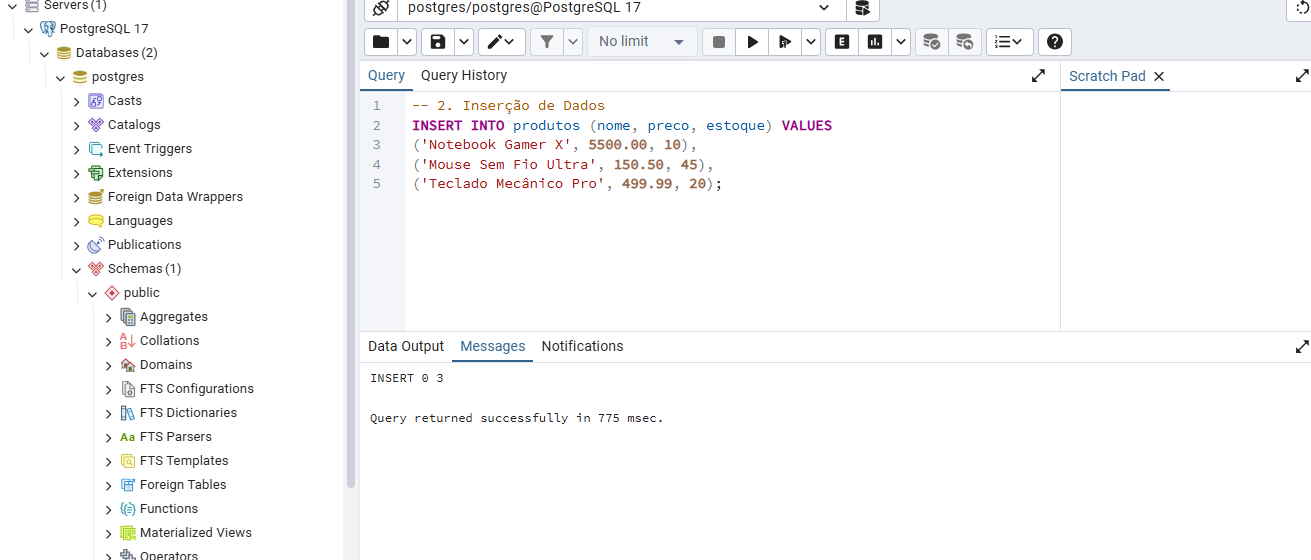 Servers (1)
PostgreSQL 17
Databases (2)
postgres
Casts
Catalogs
Event Triggers
Extensions
Foreign Data Wrappers
Languages
Publications
Schemas (1)
public
Aggregates
Collations
Domains
FTS Configurations
FTS Dictionaries
Aa FTS Parsers
FTS Templates
Foreign Tables
Functions
Materialized Views
Operators
postgres/postgres@PostgreSQL 17
No limit
E
Query Query History
Scratch Pad
1 -- 2. Inserção de Dados
2 INSERT INTO produtos (nome, preco, estoque) VALUES
3 ('Notebook Gamer X', 5500.00, 10),
4 ('Mouse Sem Fio Ultra', 150.50, 45),
5 ('Teclado Mecânico Pro', 499.99, 20);
Data Output Messages Notifications
INSERT 0 3
Query returned successfully in 775 msec.